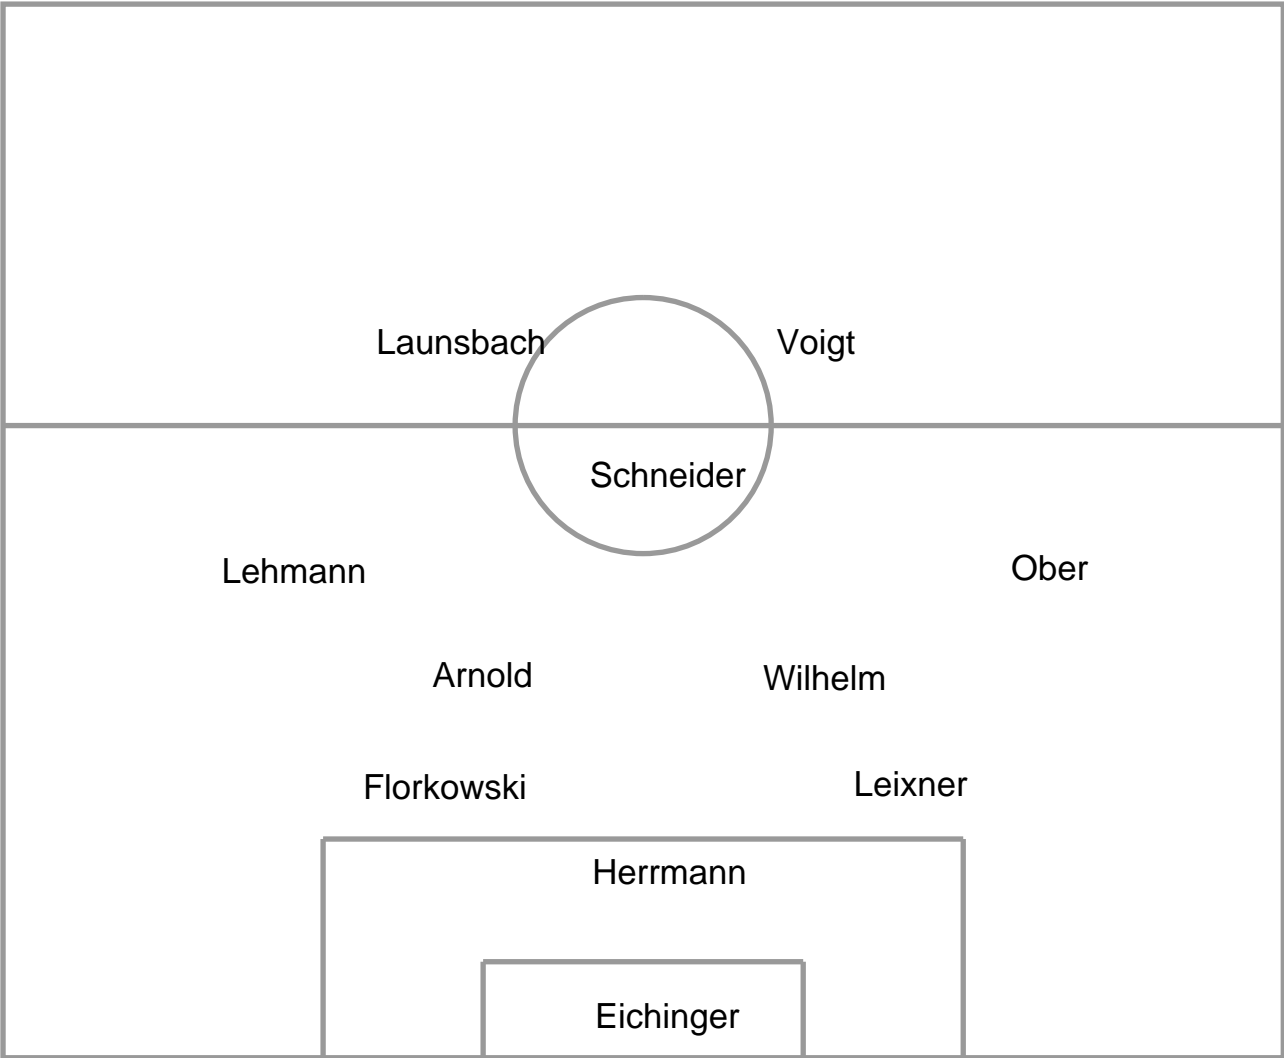 Launsbach Voigt
Schneider
Lehmann Ober
Arnold Wilhelm
Florkowski Leixner
Herrmann
Eichinger